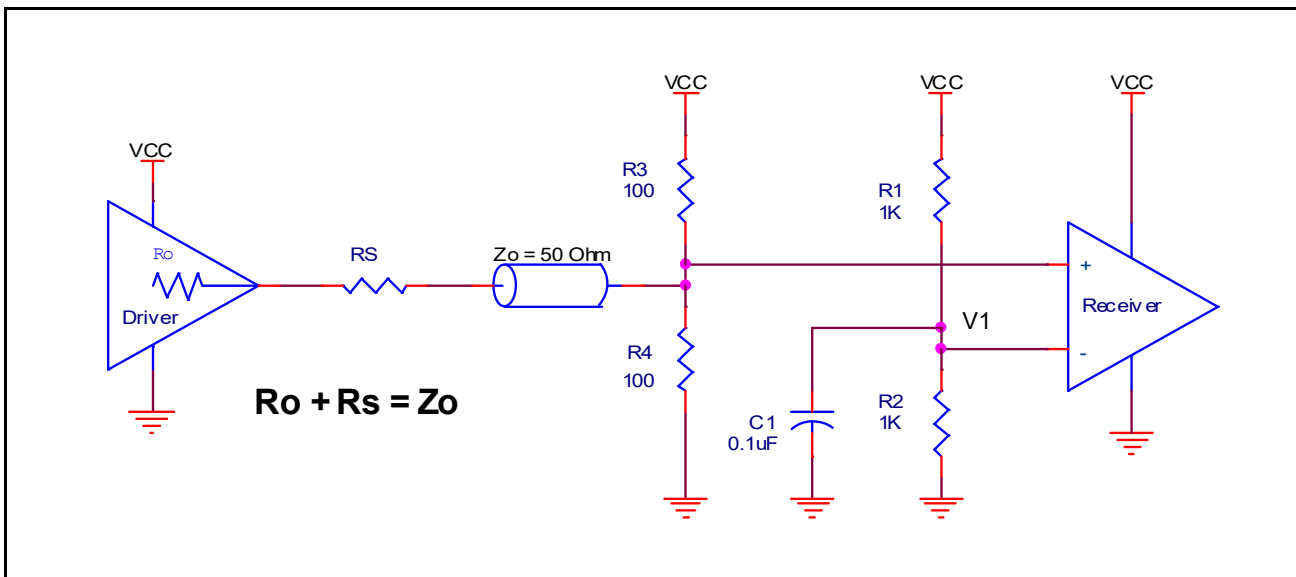 VCC
VCC
VCC
VCC
R3
100
R1
1K
Ro
RS
Zo = 50 Ohm
+
Receiver
Driver
V1
-
R4
100
Ro + Rs = Zo
C1
0.1uF
R2
1K